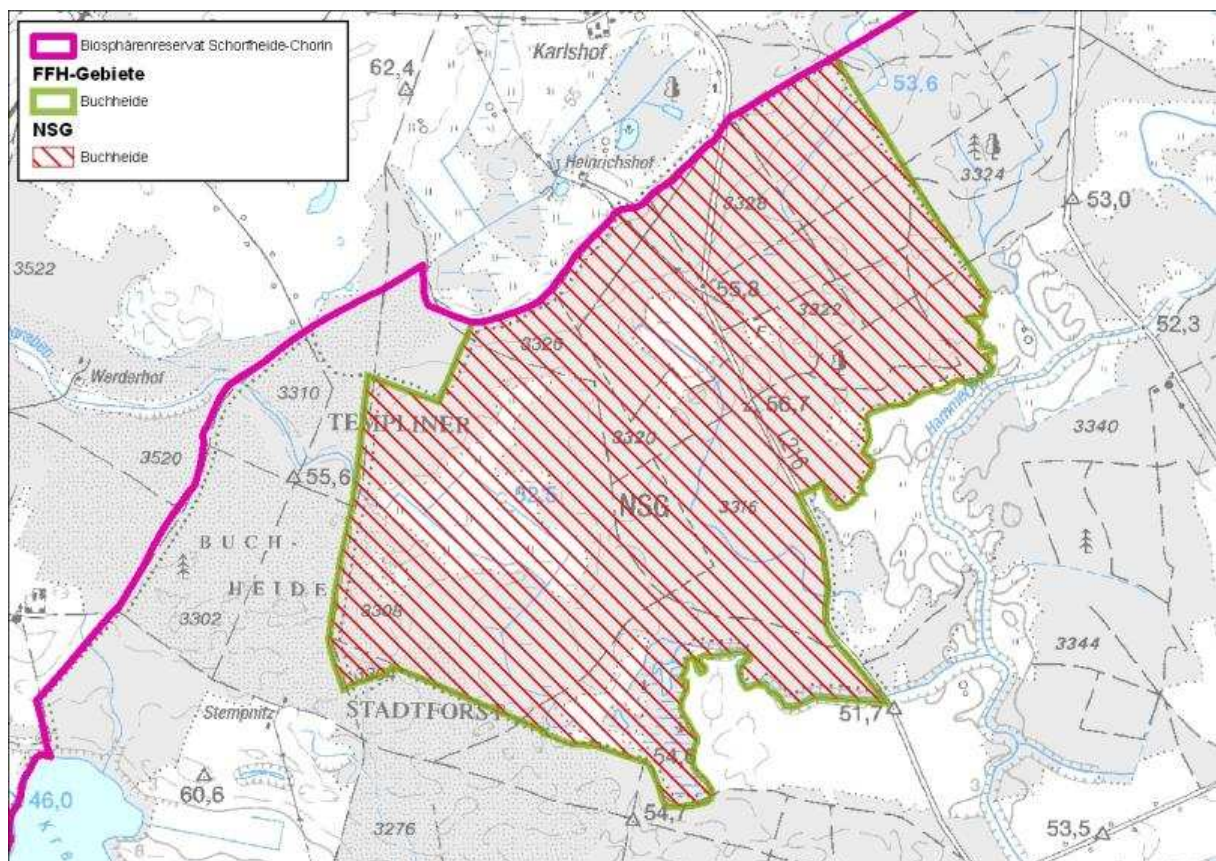 Biosphärenreservat Schorfheide-Chorin
FFH-Gebiete
Buchheide
NSG
Buchheide
Karlshof
62,4
53,6
Heinrichshof
3324
53,0
3328
3522
55,8
3322
52,3
3326
Werderhof
3310
TEMPLINER
56,7
3320
3340
3520
55,6
52,5
NSG
3316
BUCH-
HEIDE
3308
3302
3344
Stempnitz
STADTFORST
51,7
60,6
46,0
54,7
3276
53,5